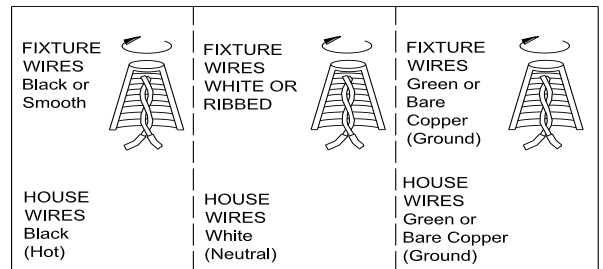 FIXTURE
WIRES
Black or
Smooth
HOUSE
WIRES
Black
(Hot)
FIXTURE
WIRES
WHITE OR
RIBBED
HOUSE
WIRES
White
(Neutral)
FIXTURE
WIRES
Green or
Bare
Copper
(Ground)
HOUSE
WIRES
Green or
Bare Copper
(Ground)